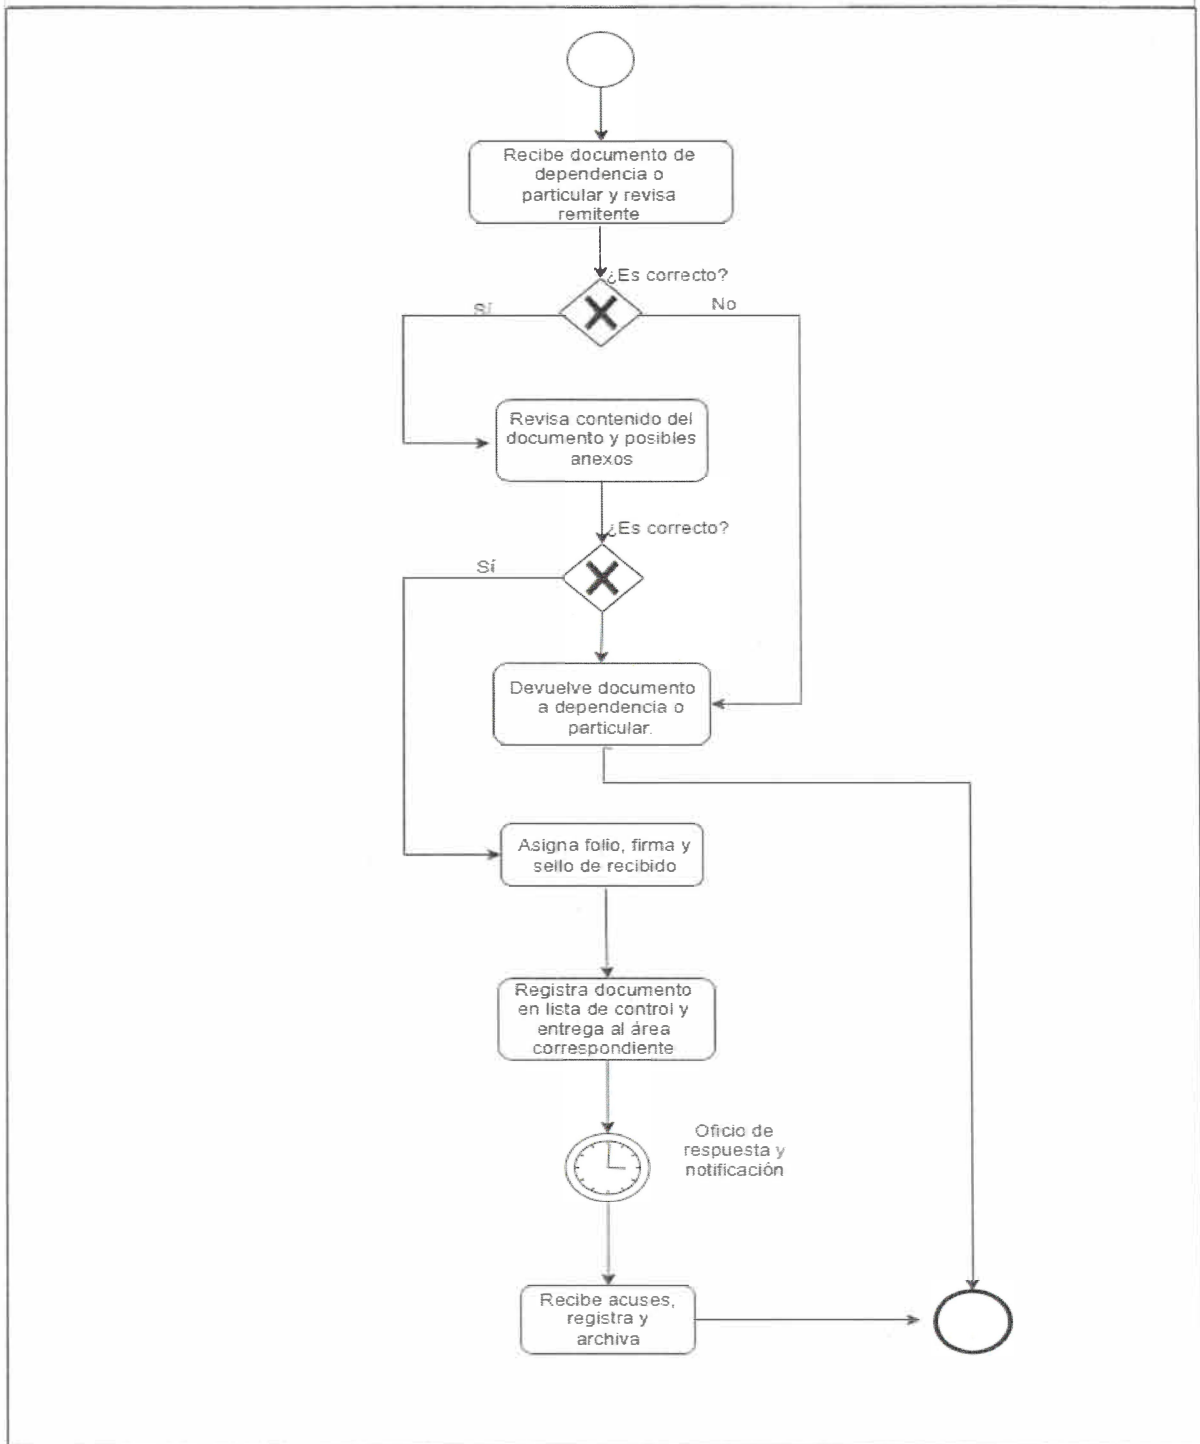 Recibe documento de
dependencia o
particular y revisa
remitente
¿Es correcto?
Sí
No
Revisa contenido del
documento y posibles
anexos
¿Es correcto?
Sí
Devuelve documento
a dependencia o
particular.
Asigna folio, firma y
sello de recibido
Registra documento
en lista de control y
entrega al área
correspondiente
Oficio de
respuesta y
notificación
Recibe acuses,
registra y
archiva